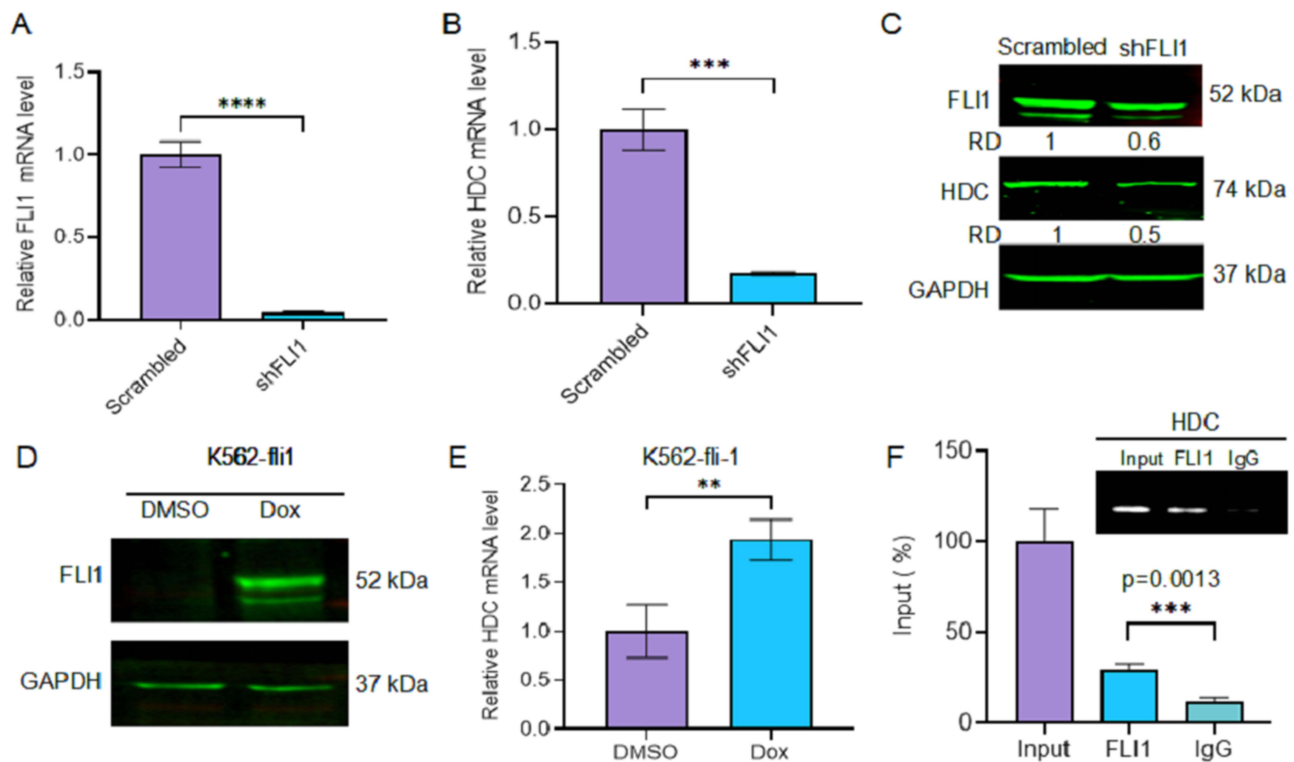 A
Relative FLI1 mRNA level
1.5
1.0
0.5
0.0
****
Scrambled
shFLI1
B
Relative HDC mRNA level
1.5
1.0
0.5
0.0
***
Scrambled
shFLI1
C
Scrambled shFLI1
FLI1 52 kDa
RD 1 0.6
HDC 74 kDa
RD 1 0.5
GAPDH 37 kDa
D
K562-fli1
DMSO Dox
FLI1 52 kDa
GAPDH 37 kDa
E
K562-fli-1
Relative HDC mRNA level
2.5
2.0
1.5
1.0
0.5
0.0
**
DMSO Dox
F
Input ( %)
150
100
50
0
HDC
Input FLI1 IgG
p=0.0013
***
Input FLI1 IgG